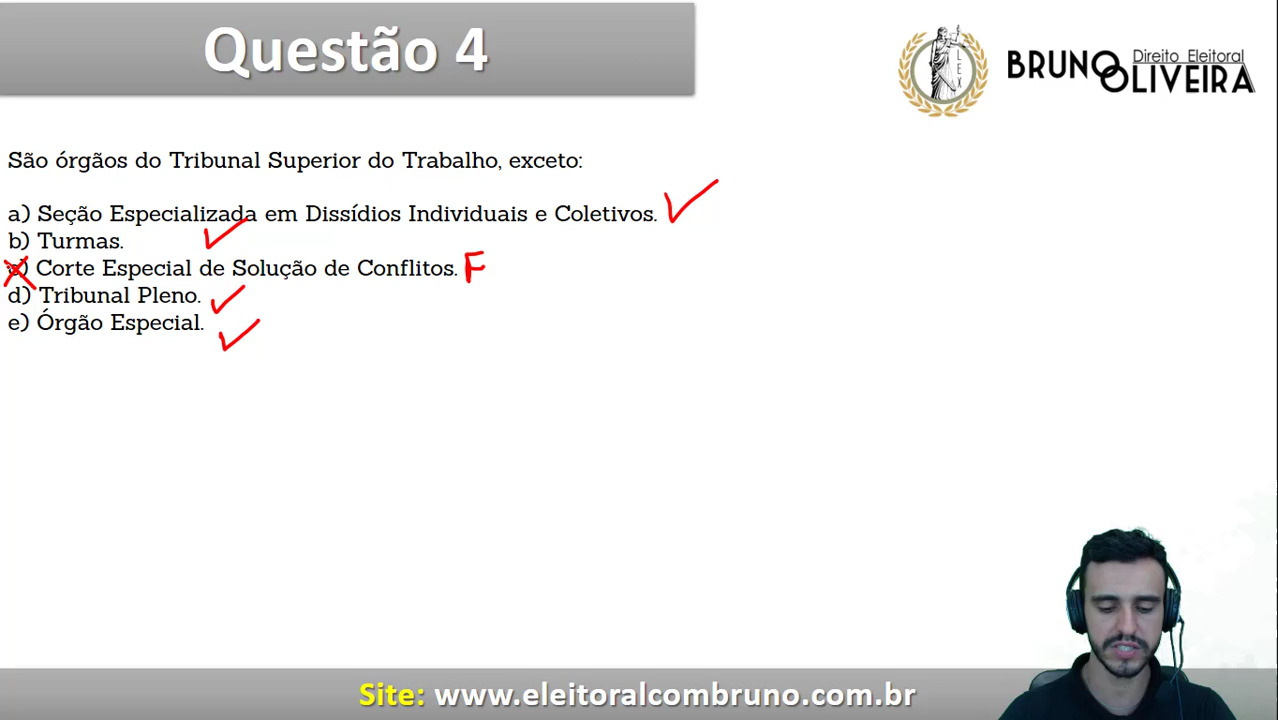 Questão 4
LEX
BRUNO Direito Eleitoral
OLIVEIRA
São órgãos do Tribunal Superior do Trabalho, exceto:
a) Seção Especializada em Dissídios Individuais e Coletivos.
b) Turmas.
c) Corte Especial de Solução de Conflitos. F
d) Tribunal Pleno.
e) Órgão Especial.
Site: www.eleitoralcombruno.com.br